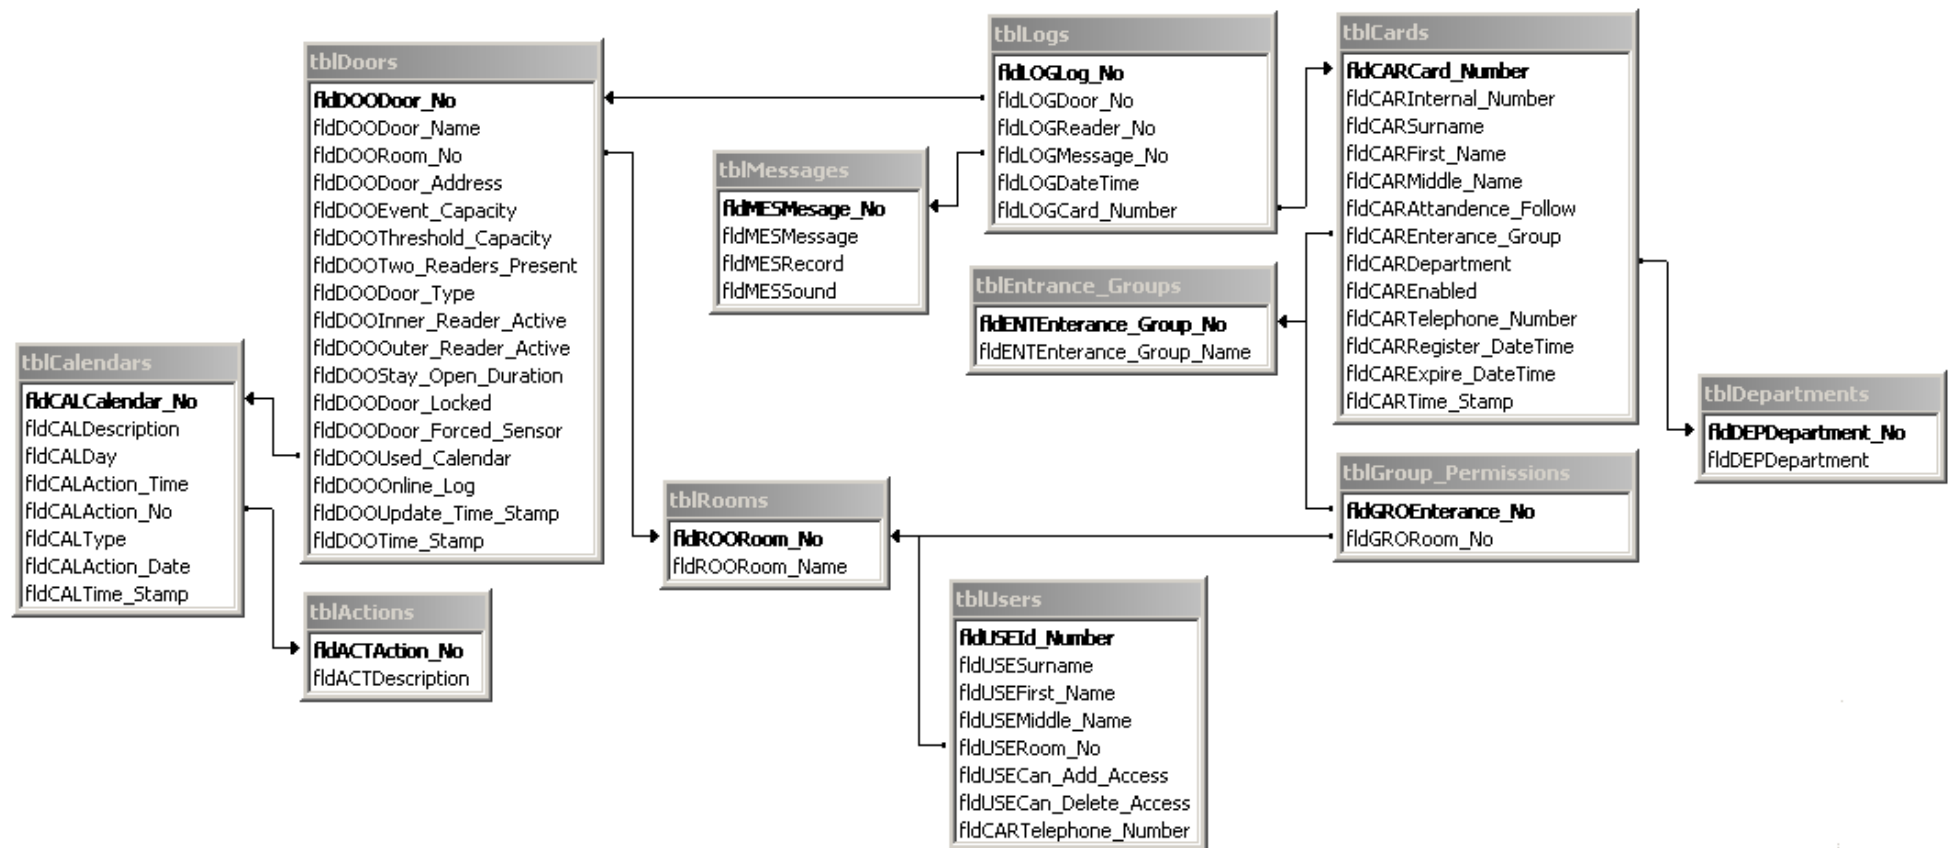 tblDoors
fldDOODoor_No
fldDOODoor_Name
fldDOORoom_No
fldDOODoor_Address
fldDOOEvent_Capacity
fldDOOThreshold_Capacity
fldDOOTwo_Readers_Present
fldDOODoor_Type
fldDOOInner_Reader_Active
fldDOOOuter_Reader_Active
fldDOOStay_Open_Duration
fldDOODoor_Locked
fldDOODoor_Forced_Sensor
fldDOOUsed_Calendar
fldDOOOnline_Log
fldDOOUpdate_Time_Stamp
fldDOOTime_Stamp
tblLogs
fldLOGLog_No
fldLOGDoor_No
fldLOGReader_No
fldLOGMessage_No
fldLOGDateTime
fldLOGCard_Number
tblCards
fldCARCard_Number
fldCARInternal_Number
fldCARSurname
fldCARFirst_Name
fldCARMiddle_Name
fldCARAttandence_Follow
fldCAREnterance_Group
fldCARDepartment
fldCAREnabled
fldCARTelephone_Number
fldCARRegister_DateTime
fldCARExpire_DateTime
fldCARTime_Stamp
tblMessages
fldMESMesage_No
fldMESMessage
fldMESRecord
fldMESSound
tblEntrance_Groups
fldENTEnterance_Group_No
fldENTEnterance_Group_Name
tblCalendars
fldCALCalendar_No
fldCALDescription
fldCALDay
fldCALAction_Time
fldCALAction_No
fldCALType
fldCALAction_Date
fldCALTime_Stamp
tblDepartments
fldDEPDepartment_No
fldDEPDepartment
tblGroup_Permissions
fldGROEnterance_No
fldGRORoom_No
tblRooms
fldROORoom_No
fldROORoom_Name
tblActions
fldACTAction_No
fldACTDescription
tblUsers
fldUSEId_Number
fldUSESurname
fldUSEFirst_Name
fldUSEMiddle_Name
fldUSERoom_No
fldUSECan_Add_Access
fldUSECan_Delete_Access
fldCARTelephone_Number